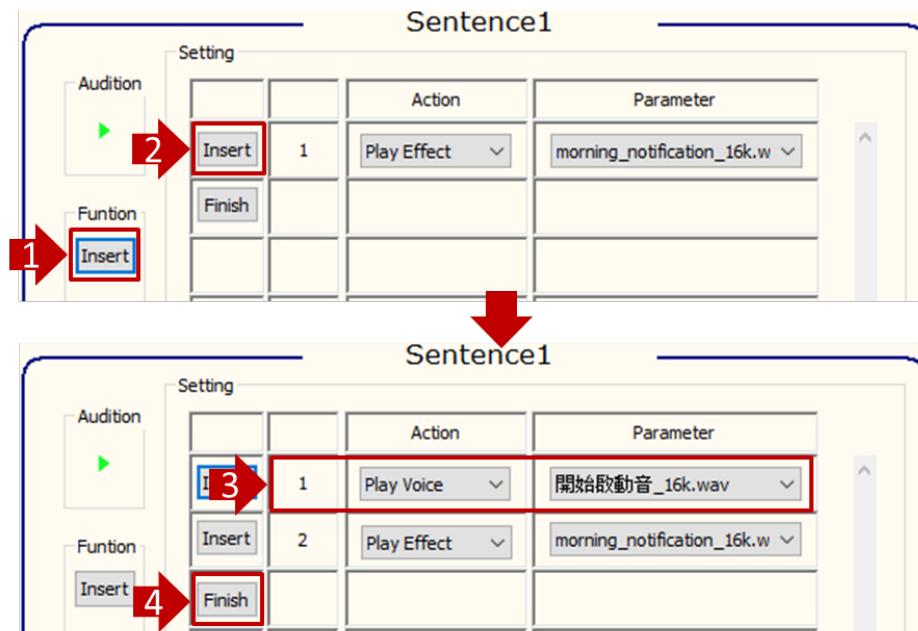 Sentence1
Setting
Audition
Action Parameter
2 Insert 1 Play Effect morning_notification_16k.w
Finish
Funtion
1 Insert
Sentence1
Setting
Audition
Action Parameter
3 1 Play Voice 開始啟動音_16k.wav
Insert 2 Play Effect morning_notification_16k.w
Funtion
Insert
4 Finish